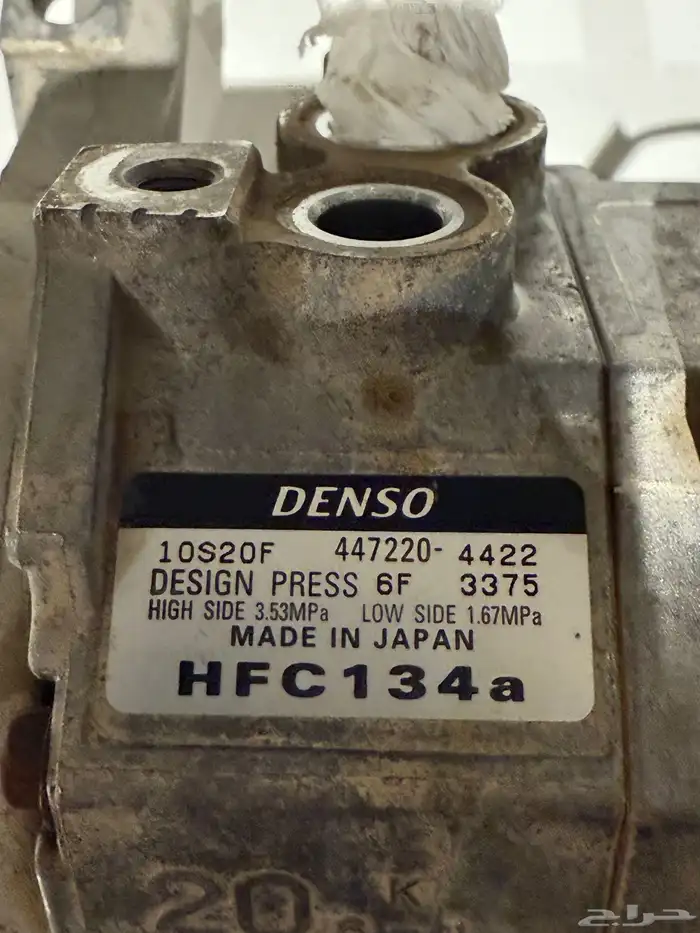 DENSO
10S20F 447220-4422
DESIGN PRESS 6F 3375
HIGH SIDE 3.53MPa LOW SIDE 1.67MPa
MADE IN JAPAN
HFC134a
20
K
حراج